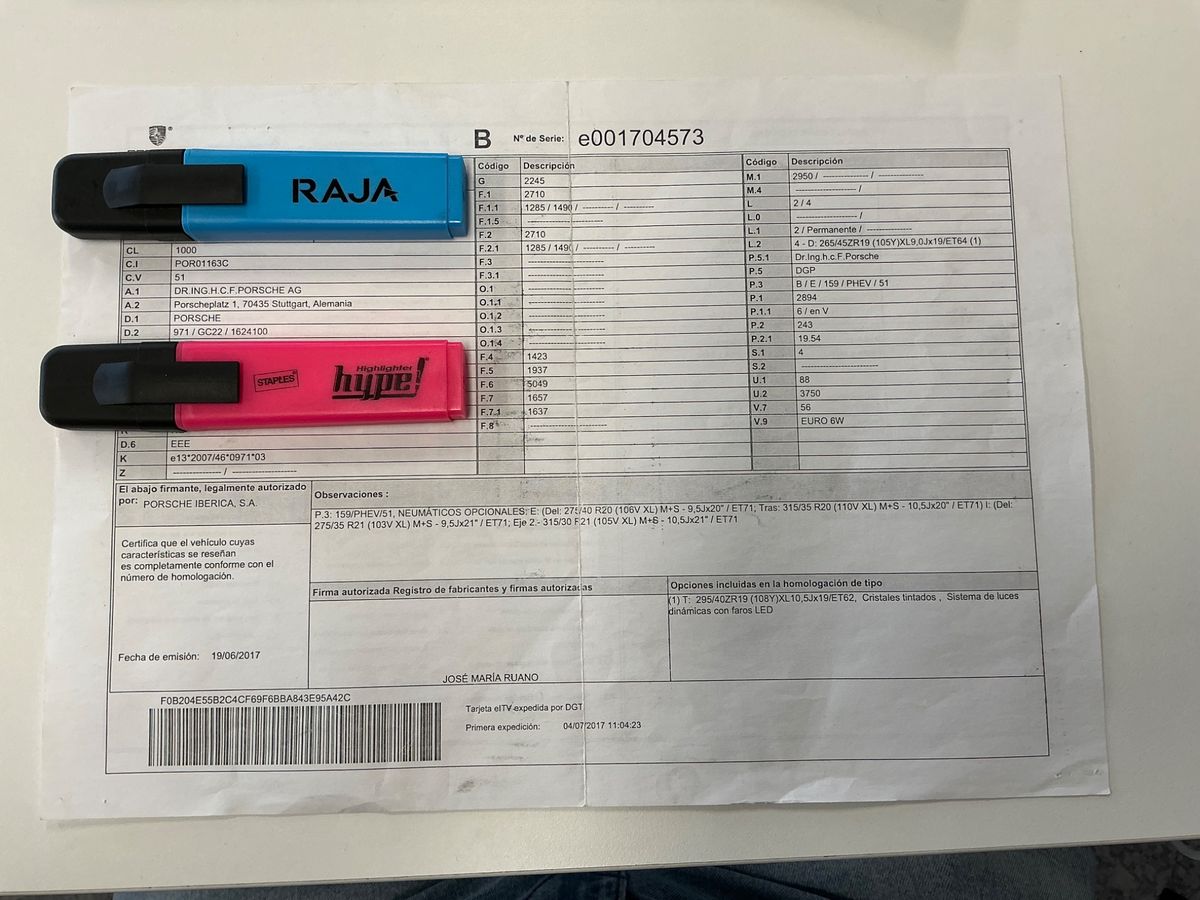 B Nº de Serie: e001704573
RAJA
CL 1000
C.I POR01163C
C.V 51
A.1 DR.ING.H.C.F.PORSCHE AG
A.2 Porscheplatz 1, 70435 Stuttgart, Alemania
D.1 PORSCHE
D.2 971 / GC22 / 1624100
STAPLES Highlighter hype!
D.6 EEE
K e13*2007/46*0971*03
Z --------------- / --------------------
Código Descripción
G 2245
F.1 2710
F.1.1 1285 / 1490 / ---------- / ----------
F.1.5 -----------------------
F.2 2710
F.2.1 1285 / 1490 / ---------- / ----------
F.3 -----------------------
F.3.1 -----------------------
O.1 -----------------------
O.1.1 -----------------------
O.1.2 -----------------------
O.1.3 -----------------------
O.1.4 -----------------------
F.4 1423
F.5 1937
F.6 5049
F.7 1657
F.7.1 1637
F.8 -----------------------
Código Descripción
M.1 2950 / --------------- / ---------------
M.4 -------------------- /
L 2 / 4
L.0 -------------------- /
L.1 2 / Permanente / ---------------
L.2 4 - D: 265/45ZR19 (105Y)XL9,0Jx19/ET64 (1)
P.5.1 Dr.Ing.h.c.F.Porsche
P.5 DGP
P.3 B / E / 159 / PHEV / 51
P.1 2894
P.1.1 6 / en V
P.2 243
P.2.1 19.54
S.1 4
S.2 -----------------------
U.1 88
U.2 3750
V.7 56
V.9 EURO 6W
El abajo firmante, legalmente autorizado
por: PORSCHE IBERICA, S.A.
Certifica que el vehículo cuyas
características se reseñan
es completamente conforme con el
número de homologación.
Fecha de emisión: 19/06/2017
Observaciones :
P.3: 159/PHEV/51, NEUMÁTICOS OPCIONALES: E: (Del: 275/40 R20 (106V XL) M+S - 9,5Jx20" / ET71; Tras: 315/35 R20 (110V XL) M+S - 10,5Jx20" / ET71) I: (Del:
275/35 R21 (103V XL) M+S - 9,5Jx21" / ET71; Eje 2.- 315/30 F21 (105V XL) M+S - 10,5Jx21" / ET71
Firma autorizada Registro de fabricantes y firmas autorizadas
JOSÉ MARÍA RUANO
Opciones incluidas en la homologación de tipo
(1) T: 295/40ZR19 (108Y)XL10,5Jx19/ET62, Cristales tintados , Sistema de luces
dinámicas con faros LED
F0B204E55B2C4CF69F6BBA843E95A42C
Tarjeta eITV expedida por DGT
Primera expedición: 04/07/2017 11:04:23